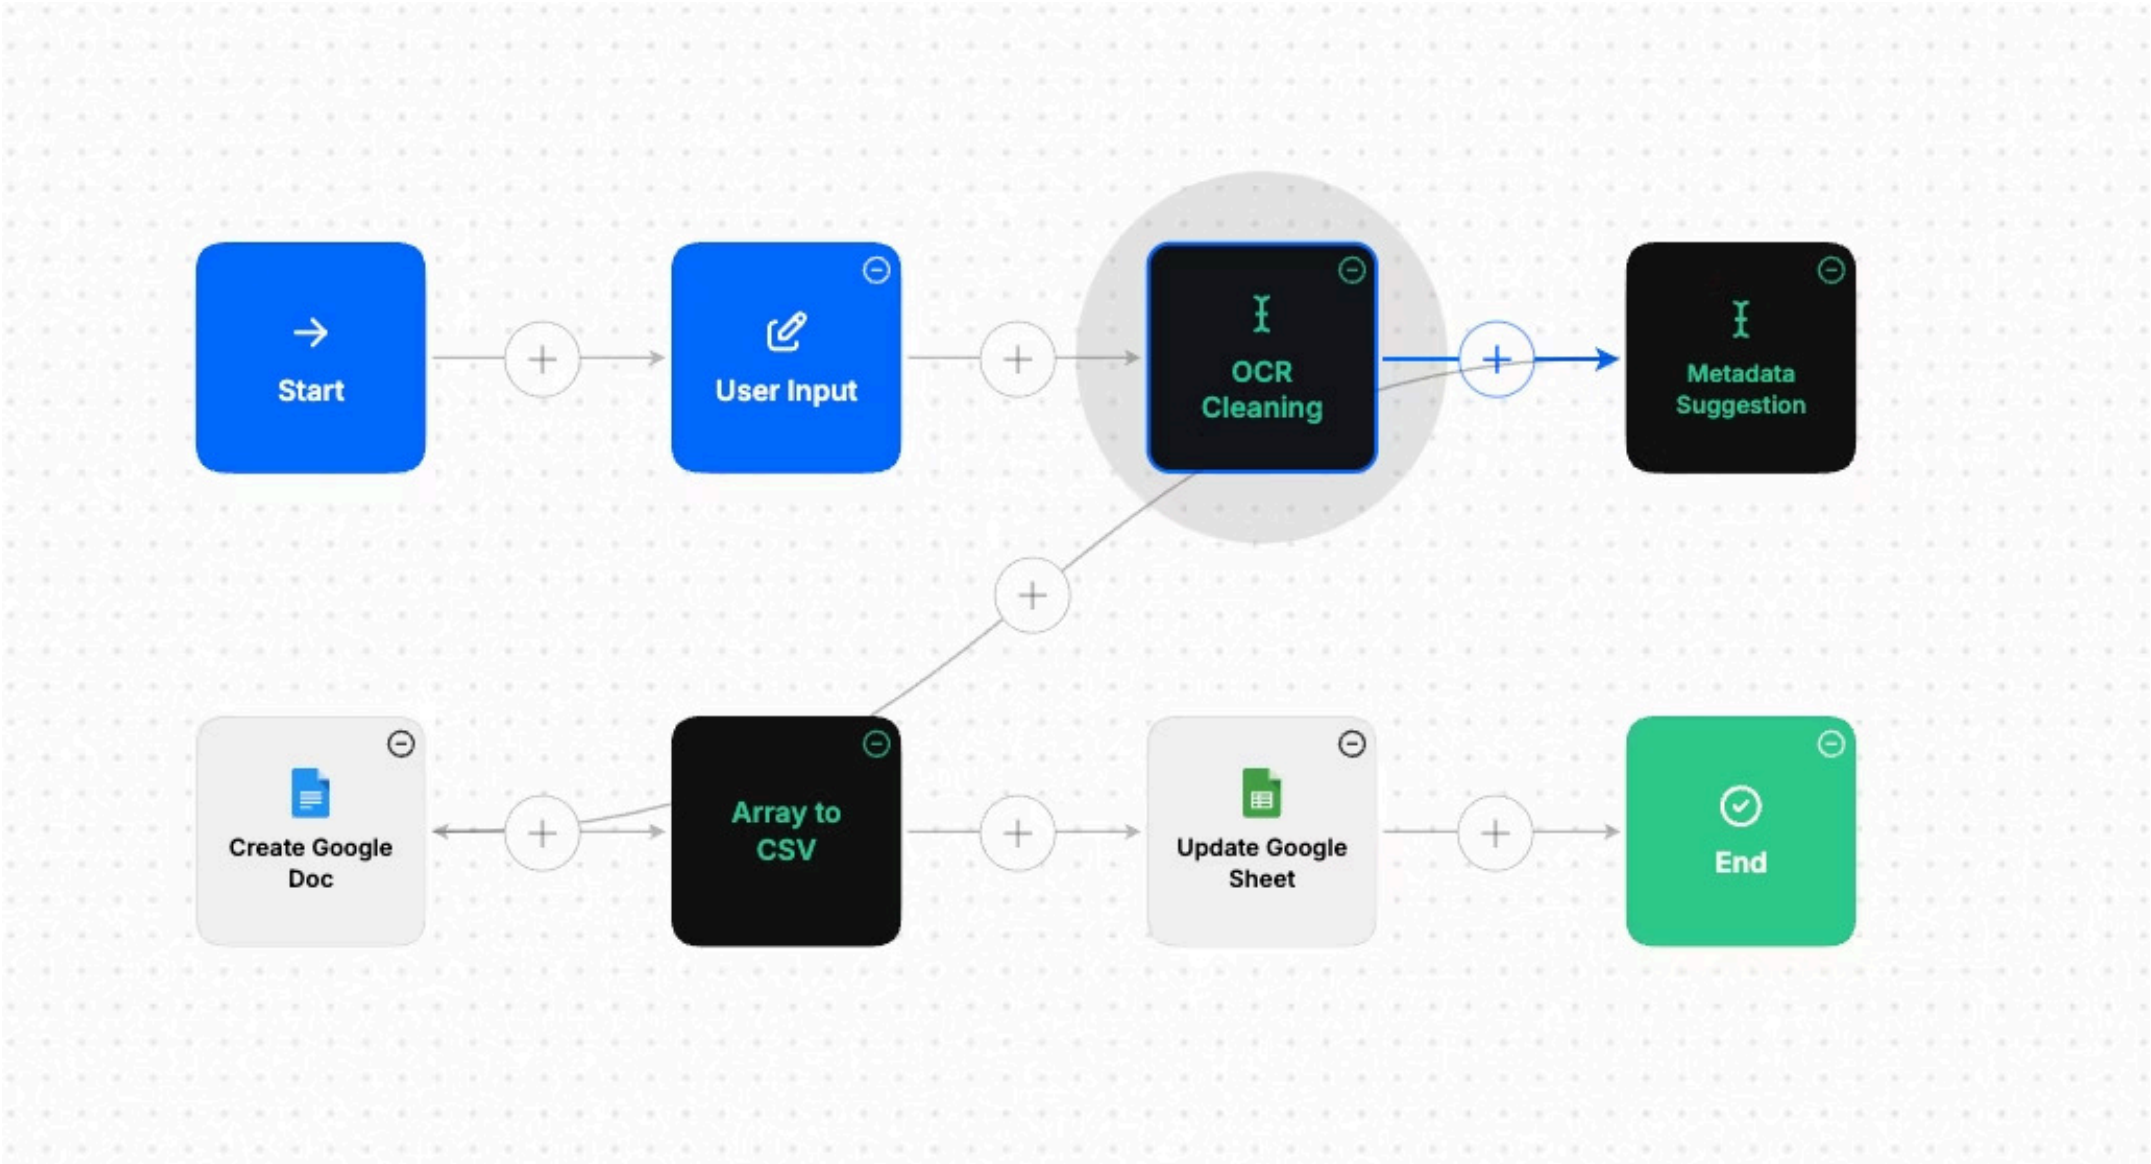 Start
User Input
OCR
Cleaning
Metadata
Suggestion
Create Google
Doc
Array to
CSV
Update Google
Sheet
End